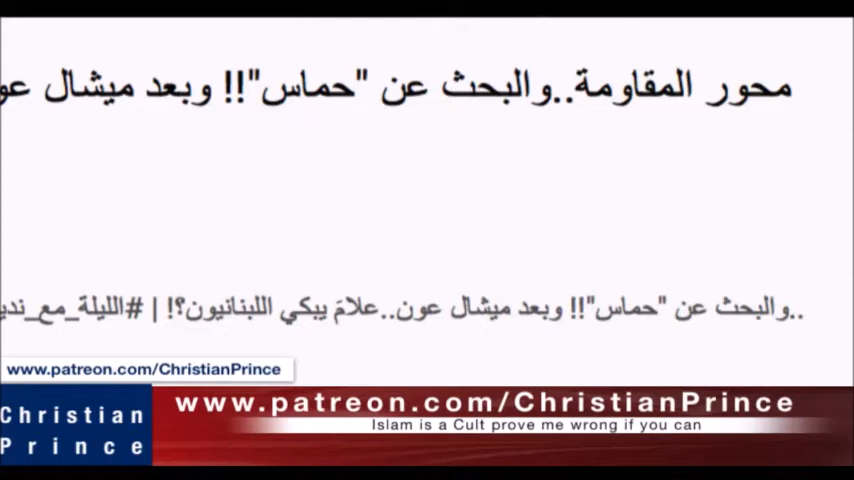 محور المقاومة..والبحث عن "حماس"!! وبعد ميشال
..والبحث عن "حماس"!! وبعد ميشال عون..علامَ يبكي اللبنانيون؟! | #الليلة_مع_ندي
www.patreon.com/ChristianPrince
www.patreon.com/ChristianPrince
Islam is a Cult prove me wrong if you can
Christian
Prince